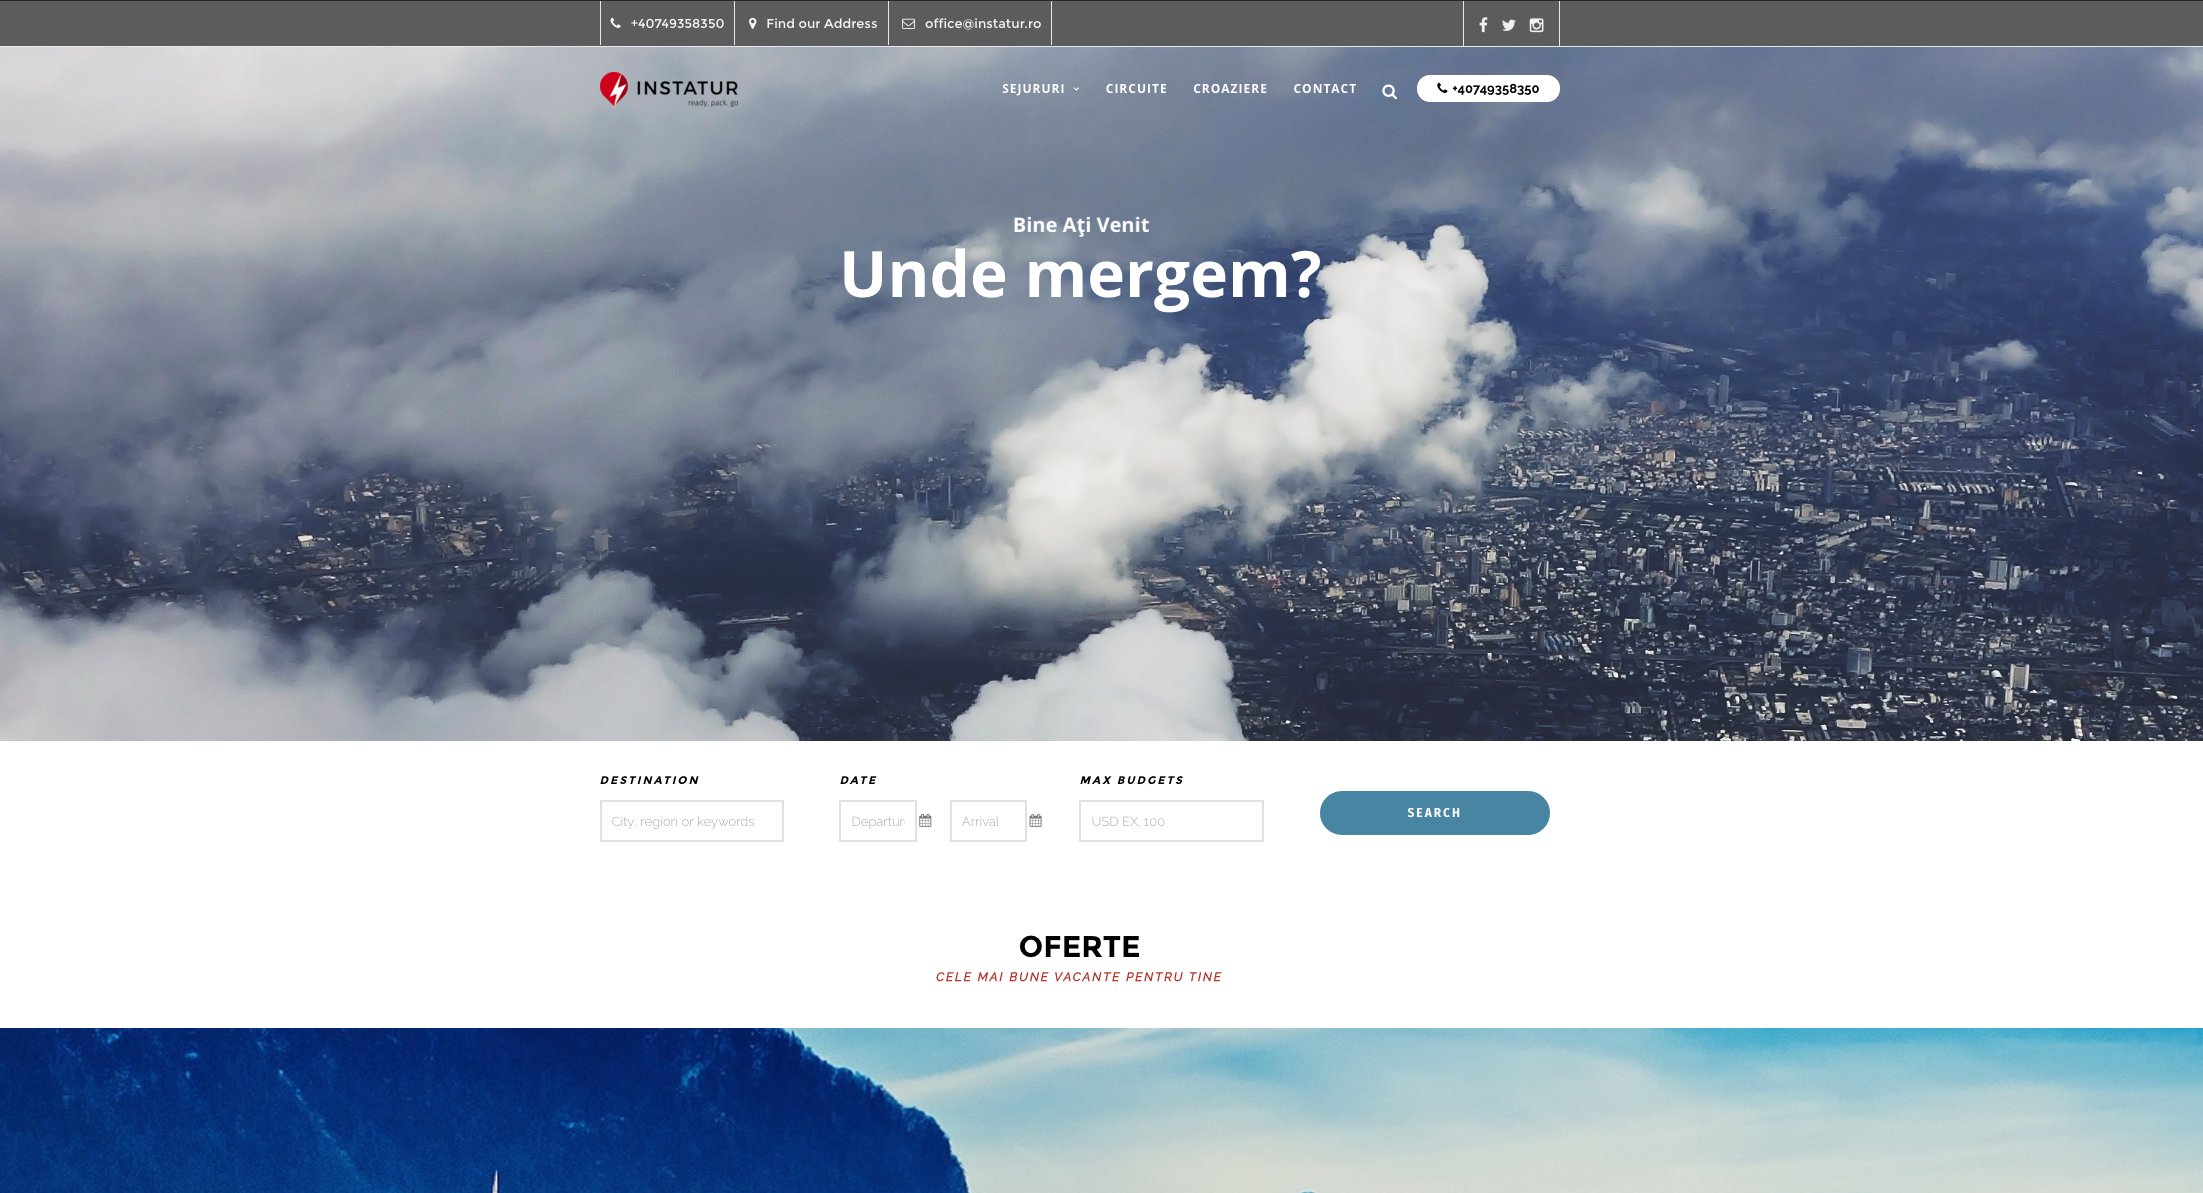 +40749358350
Find our Address
office@instatur.ro
INSTATUR
ready. pack. go
SEJURURI
CIRCUITE
CROAZIERE
CONTACT
+40749358350
Bine Aţi Venit
Unde mergem?
DESTINATION
DATE
MAX BUDGETS
City, region or keywords
Departur
Arrival
USD EX. 100
SEARCH
OFERTE
CELE MAI BUNE VACANTE PENTRU TINE